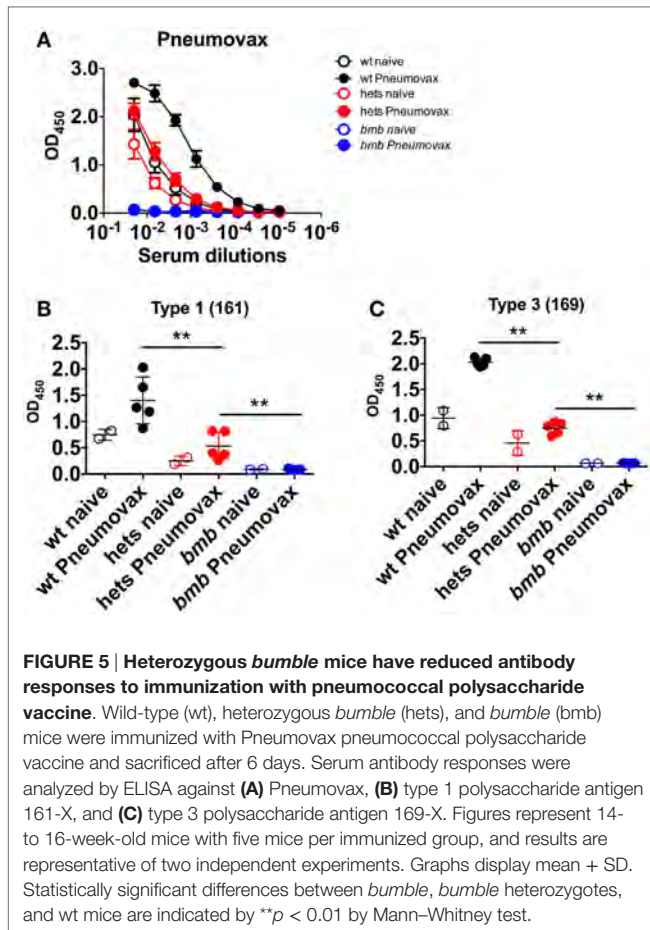 A
Pneumovax
3.0
2.0
1.0
0.0
OD450
10-1 10-2 10-3 10-4 10-5 10-6
Serum dilutions
wt naive
wt Pneumovax
hets naive
hets Pneumovax
bmb naive
bmb Pneumovax
B
Type 1 (161)
2.5
2.0
1.5
1.0
0.5
0.0
OD450
**
**
wt naive
wt Pneumovax
hets naive
hets Pneumovax
bmb naive
bmb Pneumovax
C
Type 3 (169)
2.5
2.0
1.5
1.0
0.5
0.0
OD450
**
**
wt naive
wt Pneumovax
hets naive
hets Pneumovax
bmb naive
bmb Pneumovax
FIGURE 5 | Heterozygous bumble mice have reduced antibody
responses to immunization with pneumococcal polysaccharide
vaccine. Wild-type (wt), heterozygous bumble (hets), and bumble (bmb)
mice were immunized with Pneumovax pneumococcal polysaccharide
vaccine and sacrificed after 6 days. Serum antibody responses were
analyzed by ELISA against (A) Pneumovax, (B) type 1 polysaccharide antigen
161-X, and (C) type 3 polysaccharide antigen 169-X. Figures represent 14-
to 16-week-old mice with five mice per immunized group, and results are
representative of two independent experiments. Graphs display mean + SD.
Statistically significant differences between bumble, bumble heterozygotes,
and wt mice are indicated by **p < 0.01 by Mann–Whitney test.